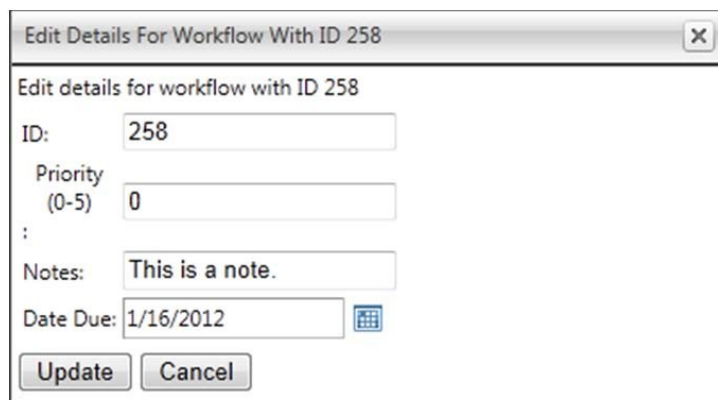 Edit Details For Workflow With ID 258
Edit details for workflow with ID 258
ID: 258
Priority
(0-5) 0
:
Notes: This is a note.
Date Due: 1/16/2012
Update Cancel